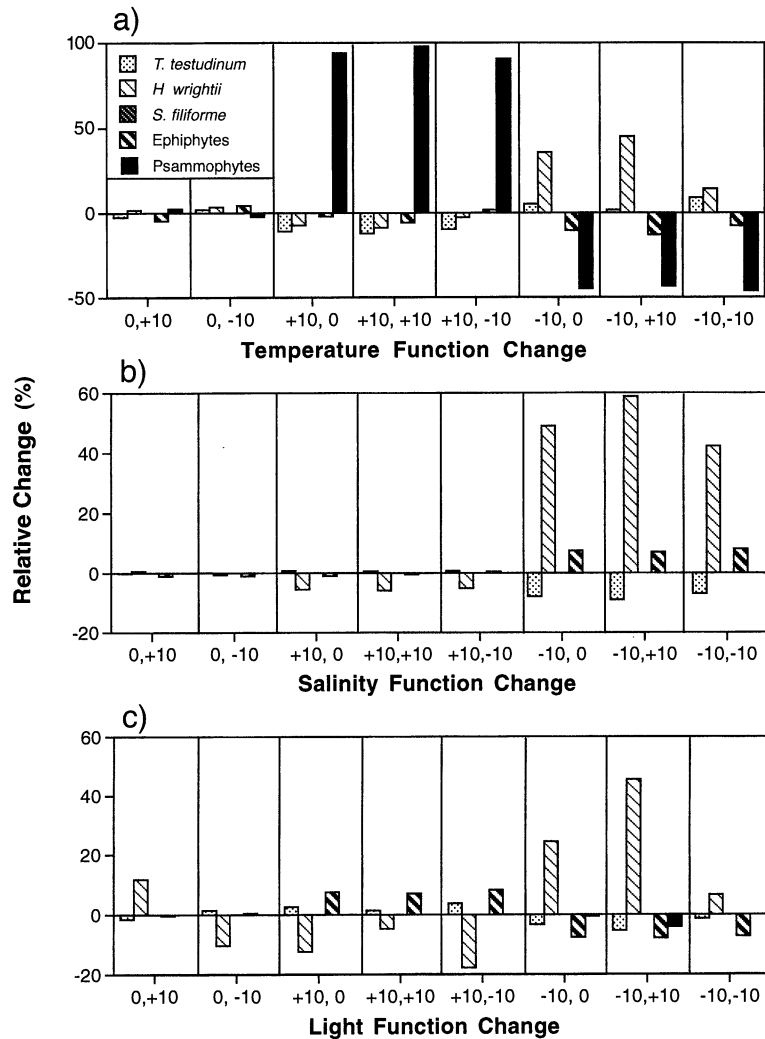 a)
100
50
0
-50
T. testudinum
H wrightii
S. filiforme
Ephiphytes
Psammophytes
0,+10 0, -10 +10, 0 +10, +10 +10, -10 -10, 0 -10, +10 -10,-10
Temperature Function Change
Relative Change (%)
b)
60
40
20
0
-20
0,+10 0, -10 +10, 0 +10,+10 +10,-10 -10, 0 -10,+10 -10,-10
Salinity Function Change
c)
60
40
20
0
-20
0,+10 0, -10 +10, 0 +10,+10 +10,-10 -10, 0 -10,+10 -10,-10
Light Function Change